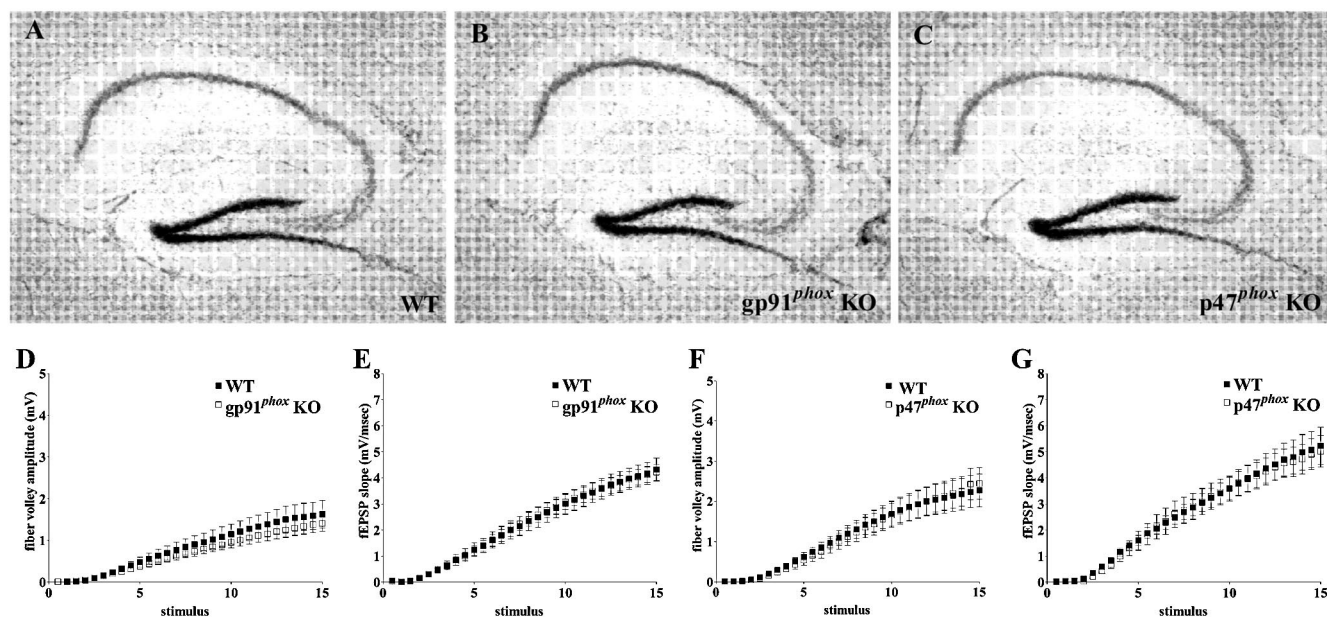 A
WT
B
gp91phox KO
C
p47phox KO
D
WT
gp91phox KO
fiber volley amplitude (mV)
5
4
3
2
1
0
5
10
15
stimulus
E
WT
gp91phox KO
fEPSP slope (mV/msec)
8
7
6
5
4
3
2
1
0
0
5
10
15
stimulus
F
WT
p47phox KO
fiber volley amplitude (mV)
5
4
3
2
1
0
0
5
10
15
stimulus
G
WT
p47phox KO
fEPSP slope (mV/msec)
8
7
6
5
4
3
2
1
0
0
5
10
15
stimulus